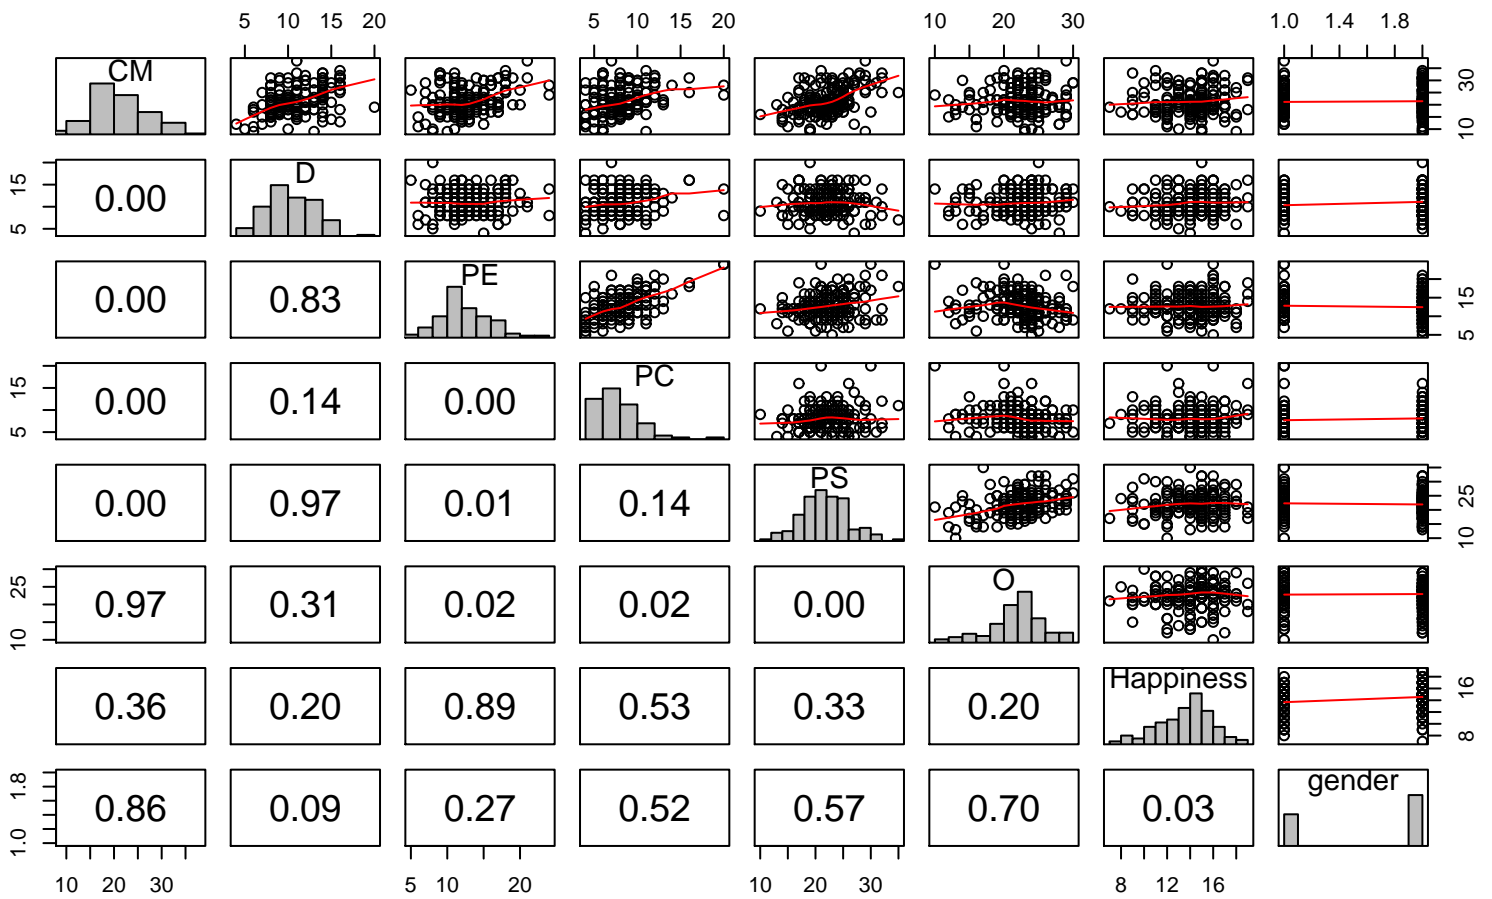 5 10 15 20 5 10 15 20 10 20 30 1.0 1.4 1.8
CM 10 30
5 15 0.00 D
0.00 0.83 PE 5 15
5 15 0.00 0.14 0.00 PC
0.00 0.97 0.01 0.14 PS 10 25
10 25 0.97 0.31 0.02 0.02 0.00 O
0.36 0.20 0.89 0.53 0.33 0.20 Happiness 8 16
1.0 1.8 0.86 0.09 0.27 0.52 0.57 0.70 0.03 gender
10 20 30 5 10 20 10 20 30 8 12 16